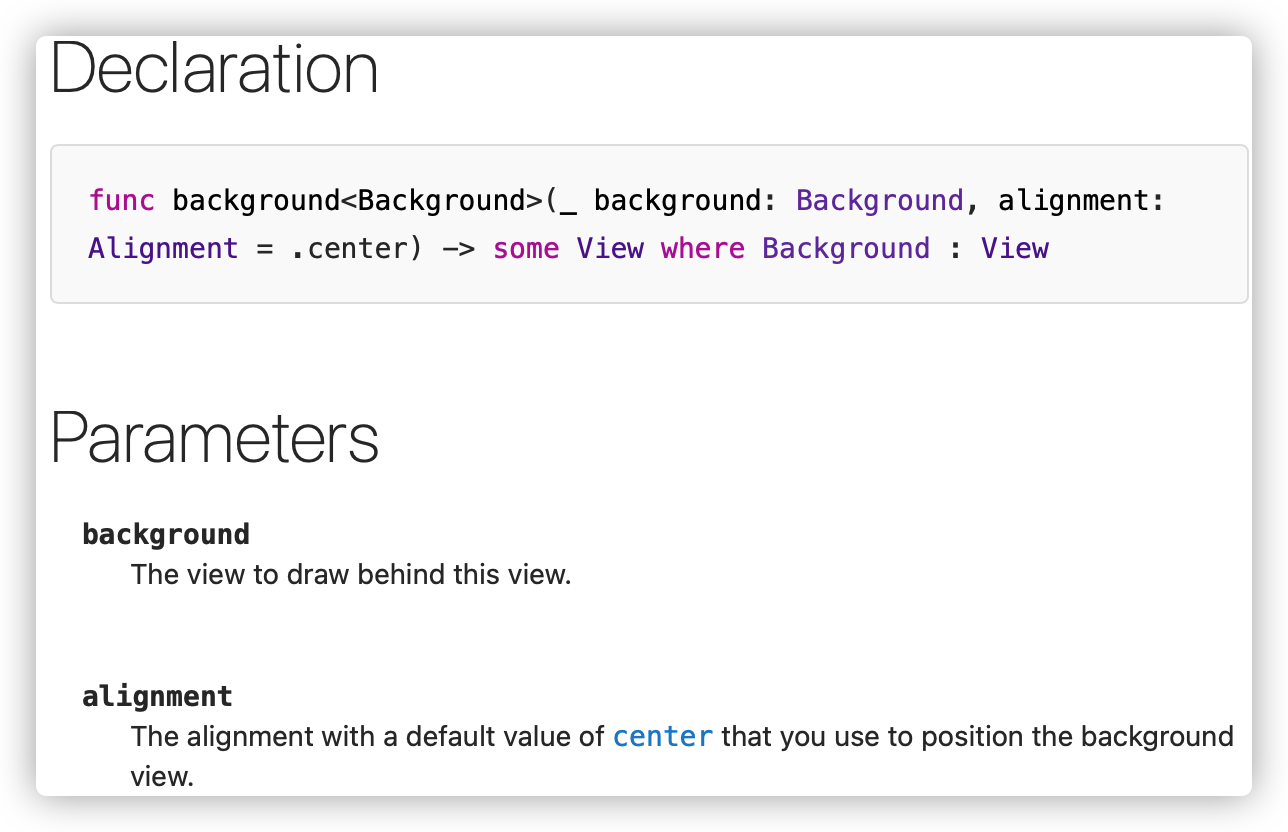 Declaration
func background<Background>(_ background: Background, alignment:
Alignment = .center) -> some View where Background : View
Parameters
background
The view to draw behind this view.
alignment
The alignment with a default value of center that you use to position the background
view.